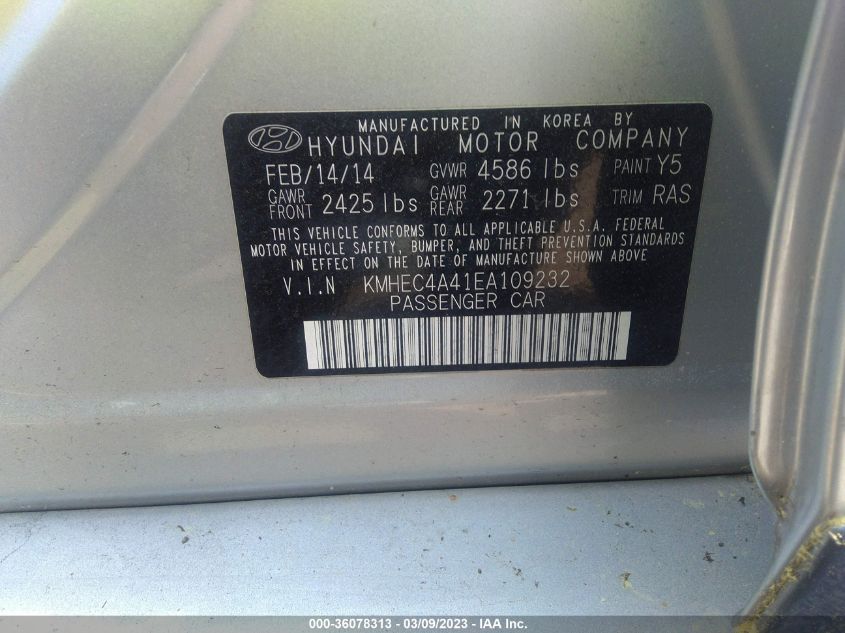 MANUFACTURED IN KOREA BY
HYUNDAI MOTOR COMPANY
FEB/14/14 GVWR 4586 lbs PAINT Y5
GAWR FRONT 2425 lbs GAWR REAR 2271 lbs TRIM RAS
THIS VEHICLE CONFORMS TO ALL APPLICABLE U.S.A. FEDERAL
MOTOR VEHICLE SAFETY, BUMPER, AND THEFT PREVENTION STANDARDS
IN EFFECT ON THE DATE OF MANUFACTURE SHOWN ABOVE
V.I.N KMHEC4A41EA109232
PASSENGER CAR
000-36078313 - 03/09/2023 - IAA Inc.